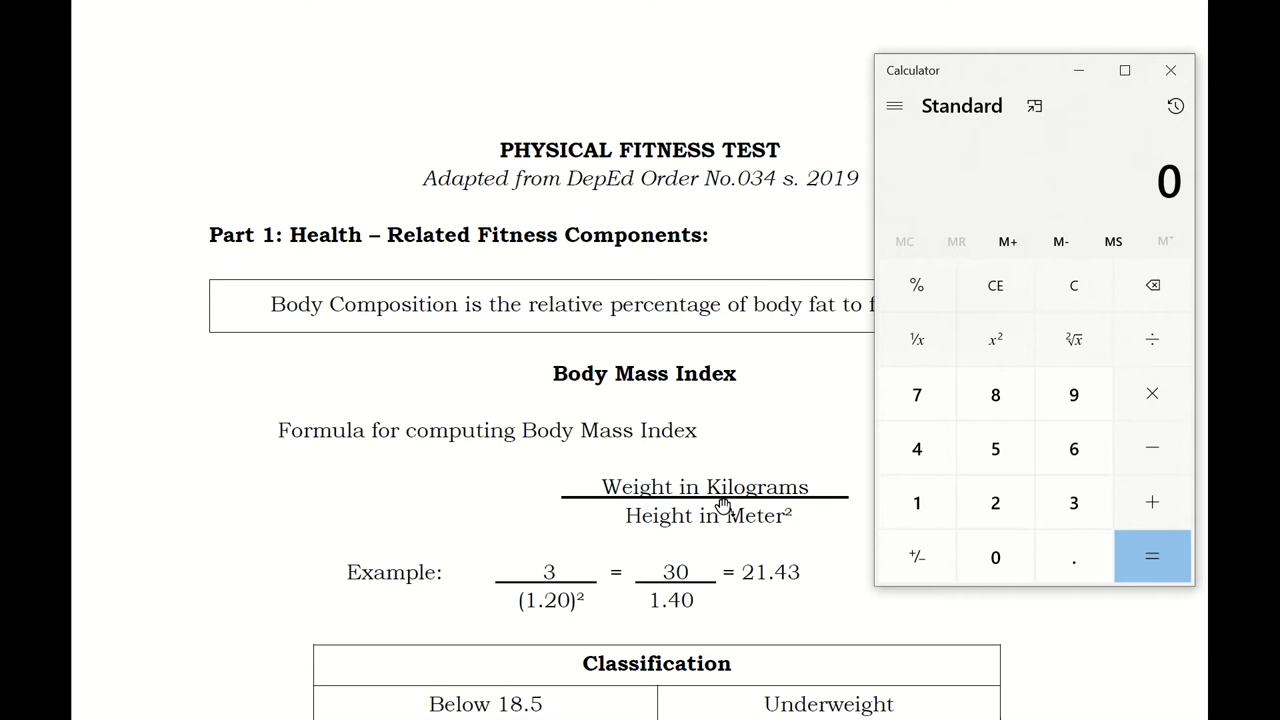 PHYSICAL FITNESS TEST
Adapted from DepEd Order No.034 s. 2019
Part 1: Health – Related Fitness Components:
Body Composition is the relative percentage of body fat to f
Body Mass Index
Formula for computing Body Mass Index
Weight in Kilograms
Height in Meter²
Example: 3 = 30 = 21.43
(1.20)² 1.40
Classification
Below 18.5 Underweight
Calculator
Standard
0
MC MR M+ M- MS M˅
% CE C
¹/x x² ²√x ÷
7 8 9 ×
4 5 6 −
1 2 3 +
+/− 0 . =